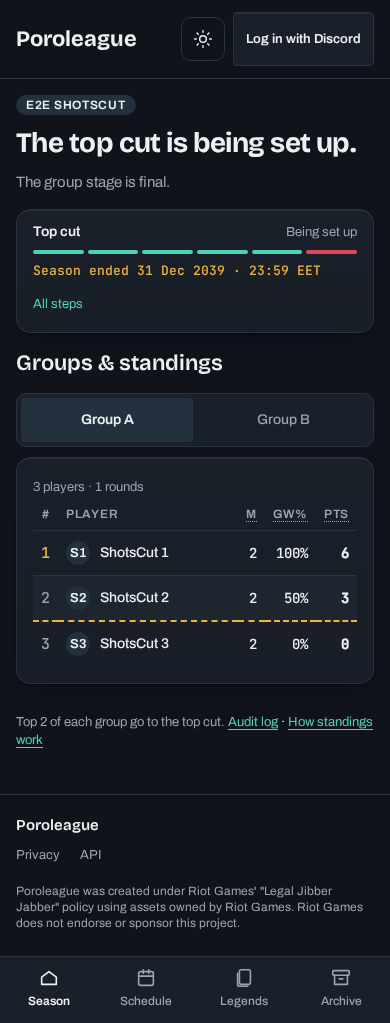 Poroleague
Log in with Discord
E2E SHOTSCUT
The top cut is being set up.
The group stage is final.
Top cut Being set up
Season ended 31 Dec 2039 · 23:59 EET
All steps
Groups & standings
Group A Group B
3 players · 1 rounds
# PLAYER M GW% PTS
1 S1 ShotsCut 1 2 100% 6
2 S2 ShotsCut 2 2 50% 3
3 S3 ShotsCut 3 2 0% 0
Top 2 of each group go to the top cut. Audit log · How standings
work
Poroleague
Privacy API
Poroleague was created under Riot Games' "Legal Jibber
Jabber" policy using assets owned by Riot Games. Riot Games
does not endorse or sponsor this project.
Season Schedule Legends Archive